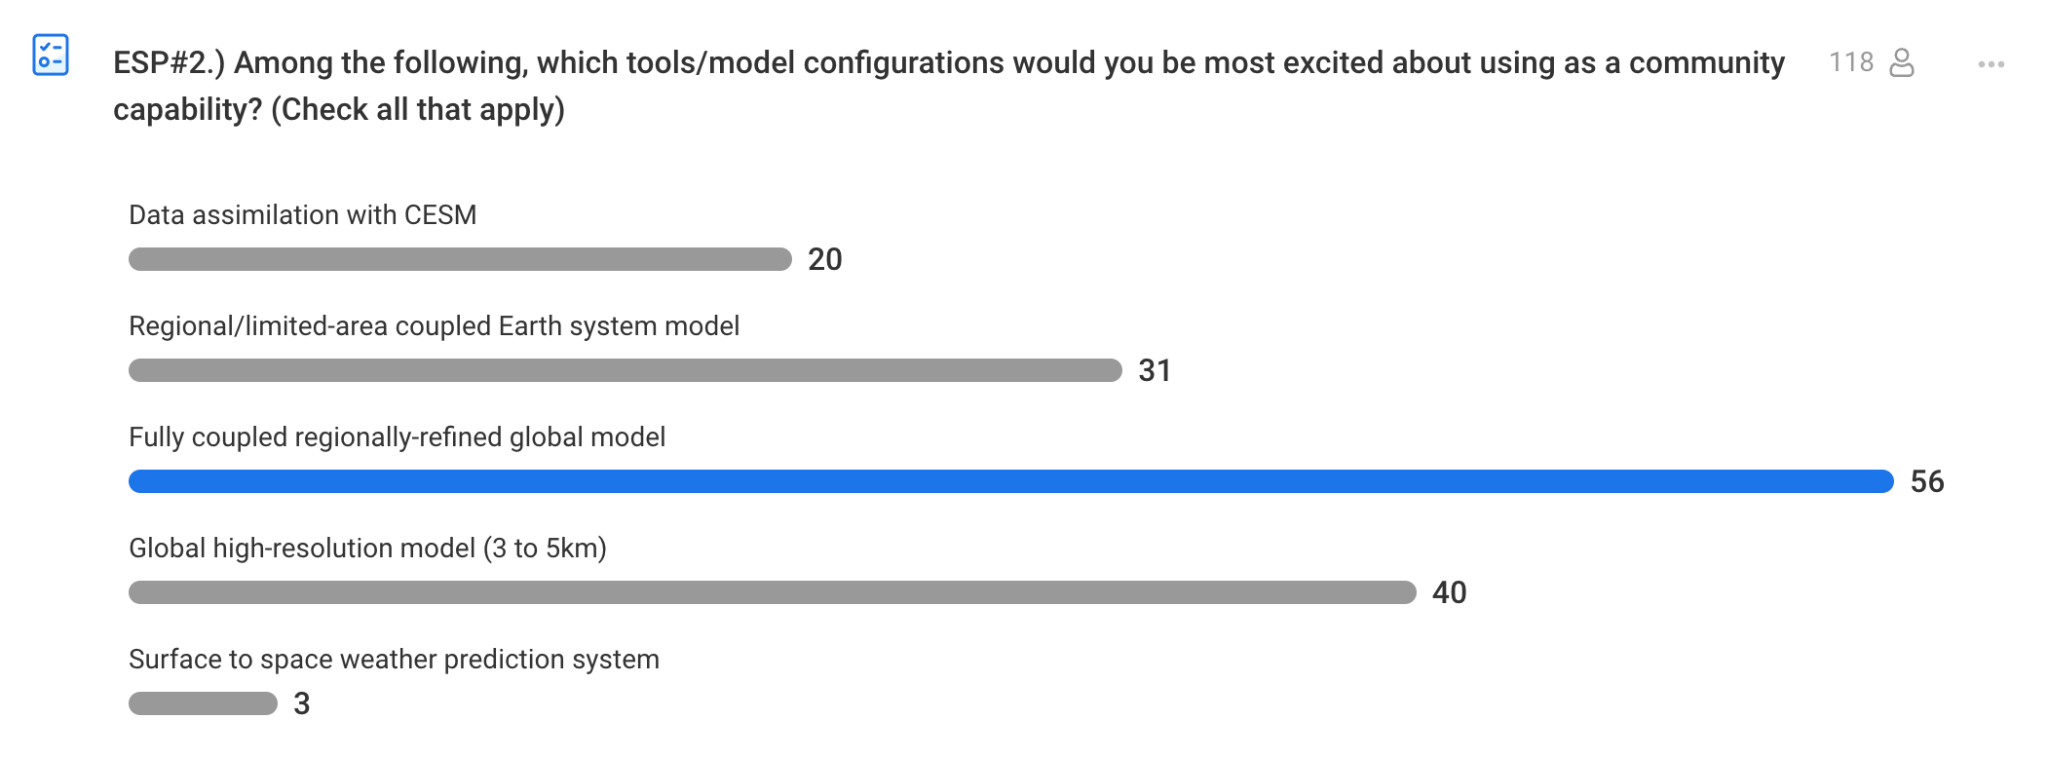 ESP#2.) Among the following, which tools/model configurations would you be most excited about using as a community
capability? (Check all that apply)
118
Data assimilation with CESM
20
Regional/limited-area coupled Earth system model
31
Fully coupled regionally-refined global model
56
Global high-resolution model (3 to 5km)
40
Surface to space weather prediction system
3